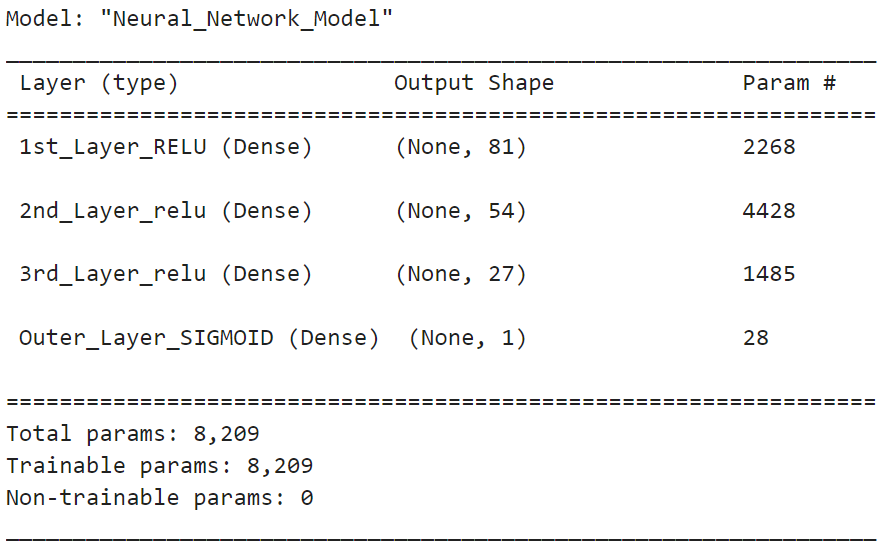 Model: "Neural_Network_Model"
_________________________________________________________________
Layer (type) Output Shape Param #
=================================================================
1st_Layer_RELU (Dense) (None, 81) 2268
2nd_Layer_relu (Dense) (None, 54) 4428
3rd_Layer_relu (Dense) (None, 27) 1485
Outer_Layer_SIGMOID (Dense) (None, 1) 28
=================================================================
Total params: 8,209
Trainable params: 8,209
Non-trainable params: 0
_________________________________________________________________